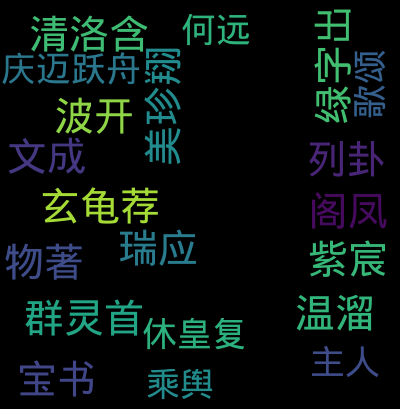 清洛含
何远
庆迈跃舟
美珍翔
绿字出
歌颂
波开
文成
列卦
玄龟荐
阁凤
瑞应
物著
紫宸
群灵首
休皇复
温溜
宝书
乘舆
主人